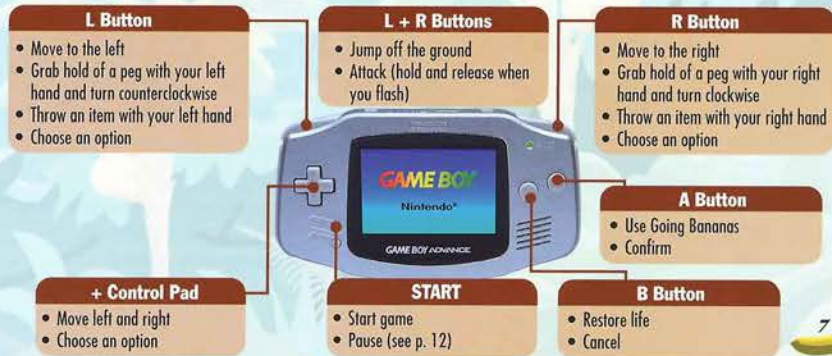 L Button
• Move to the left
• Grab hold of a peg with your left
hand and turn counterclockwise
• Throw an item with your left hand
• Choose an option
L + R Buttons
• Jump off the ground
• Attack (hold and release when
you flash)
R Button
• Move to the right
• Grab hold of a peg with your right
hand and turn clockwise
• Throw an item with your right hand
• Choose an option
GAME BOY
Nintendo®
GAME BOY ADVANCE
A Button
• Use Going Bananas
• Confirm
+ Control Pad
• Move left and right
• Choose an option
START
• Start game
• Pause (see p. 12)
B Button
• Restore life
• Cancel
7